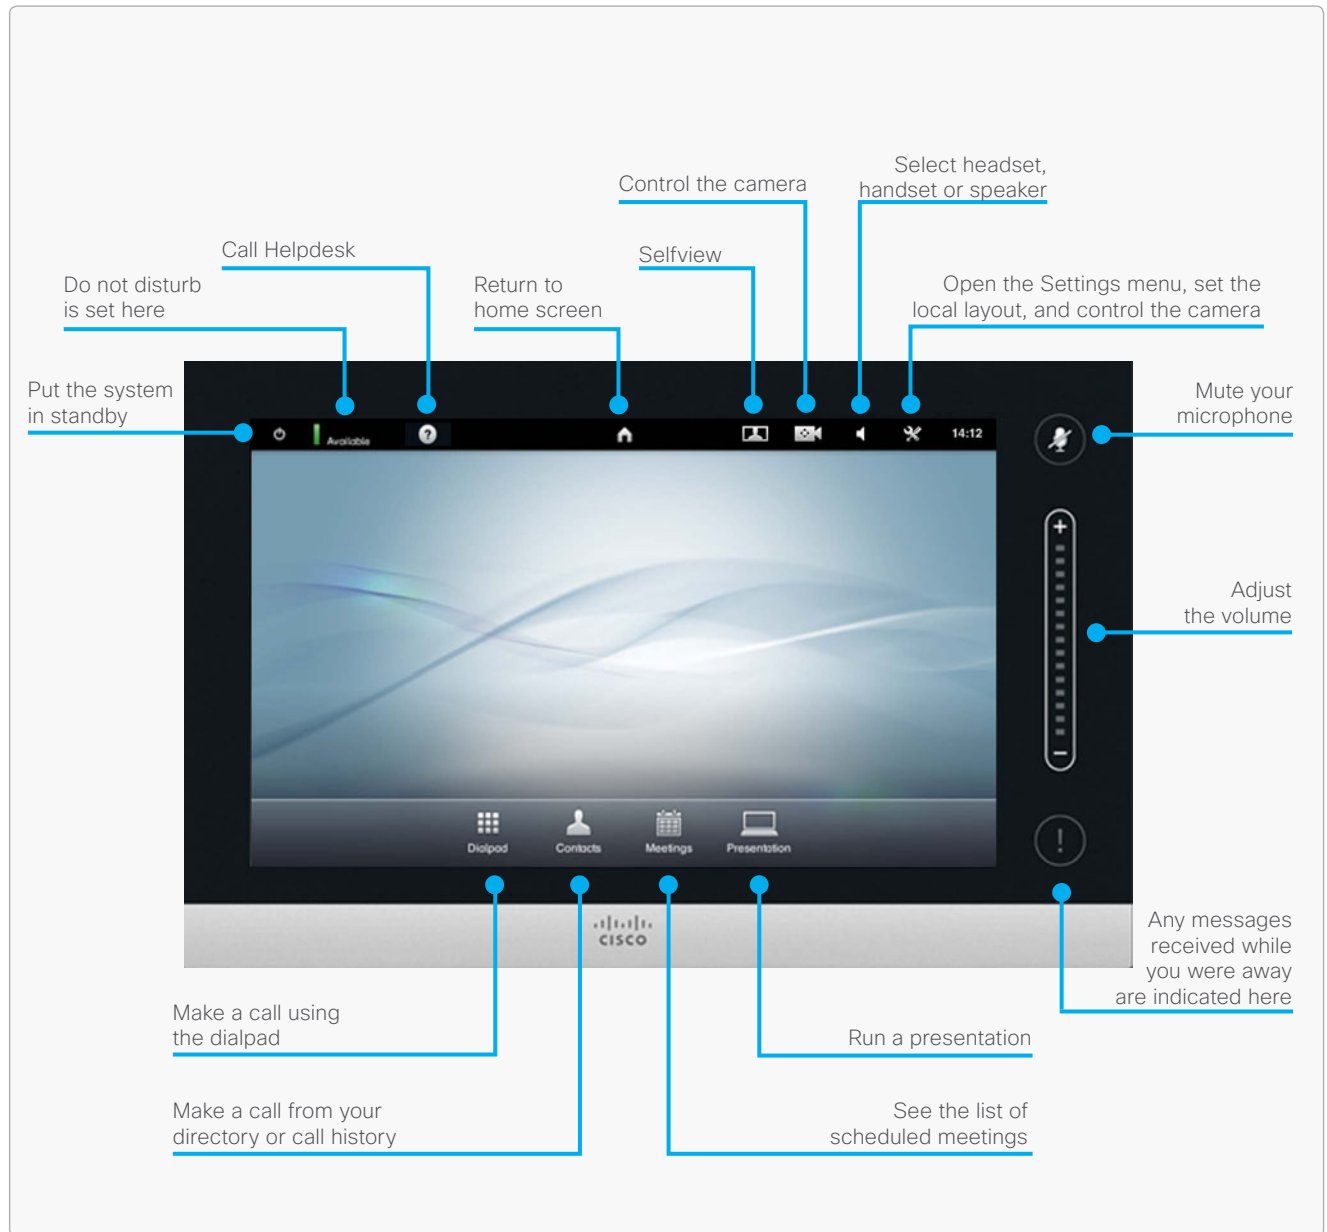 Select headset,
handset or speaker
Control the camera
Call Helpdesk
Selfview
Do not disturb
is set here
Return to
home screen
Open the Settings menu, set the
local layout, and control the camera
Put the system
in standby
Mute your
microphone
Available
?
14:12
+
Adjust
the volume
−
Dialpad
Contacts
Meetings
Presentation
!
CISCO
Any messages
received while
you were away
are indicated here
Make a call using
the dialpad
Run a presentation
Make a call from your
directory or call history
See the list of
scheduled meetings